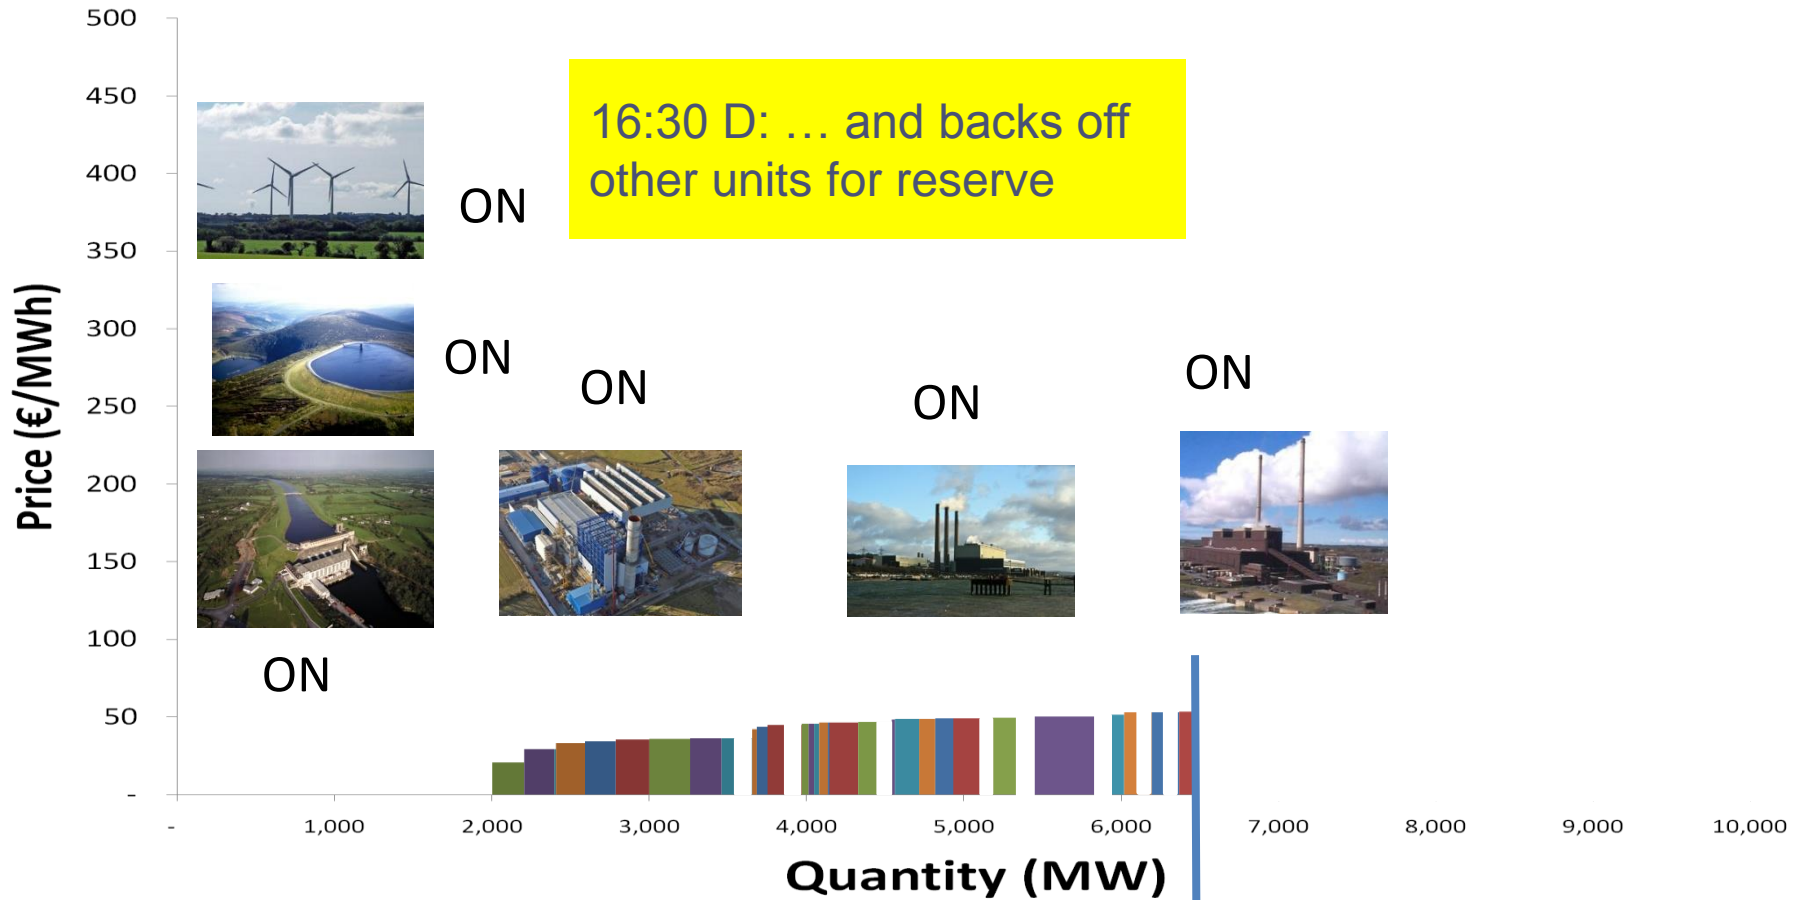 500
450
400
350
300
250
200
150
100
50
-
Price (€/MWh)
16:30 D: … and backs off
other units for reserve
ON
ON
ON
ON
ON
ON
- 1,000 2,000 3,000 4,000 5,000 6,000 7,000 8,000 9,000 10,000
Quantity (MW)